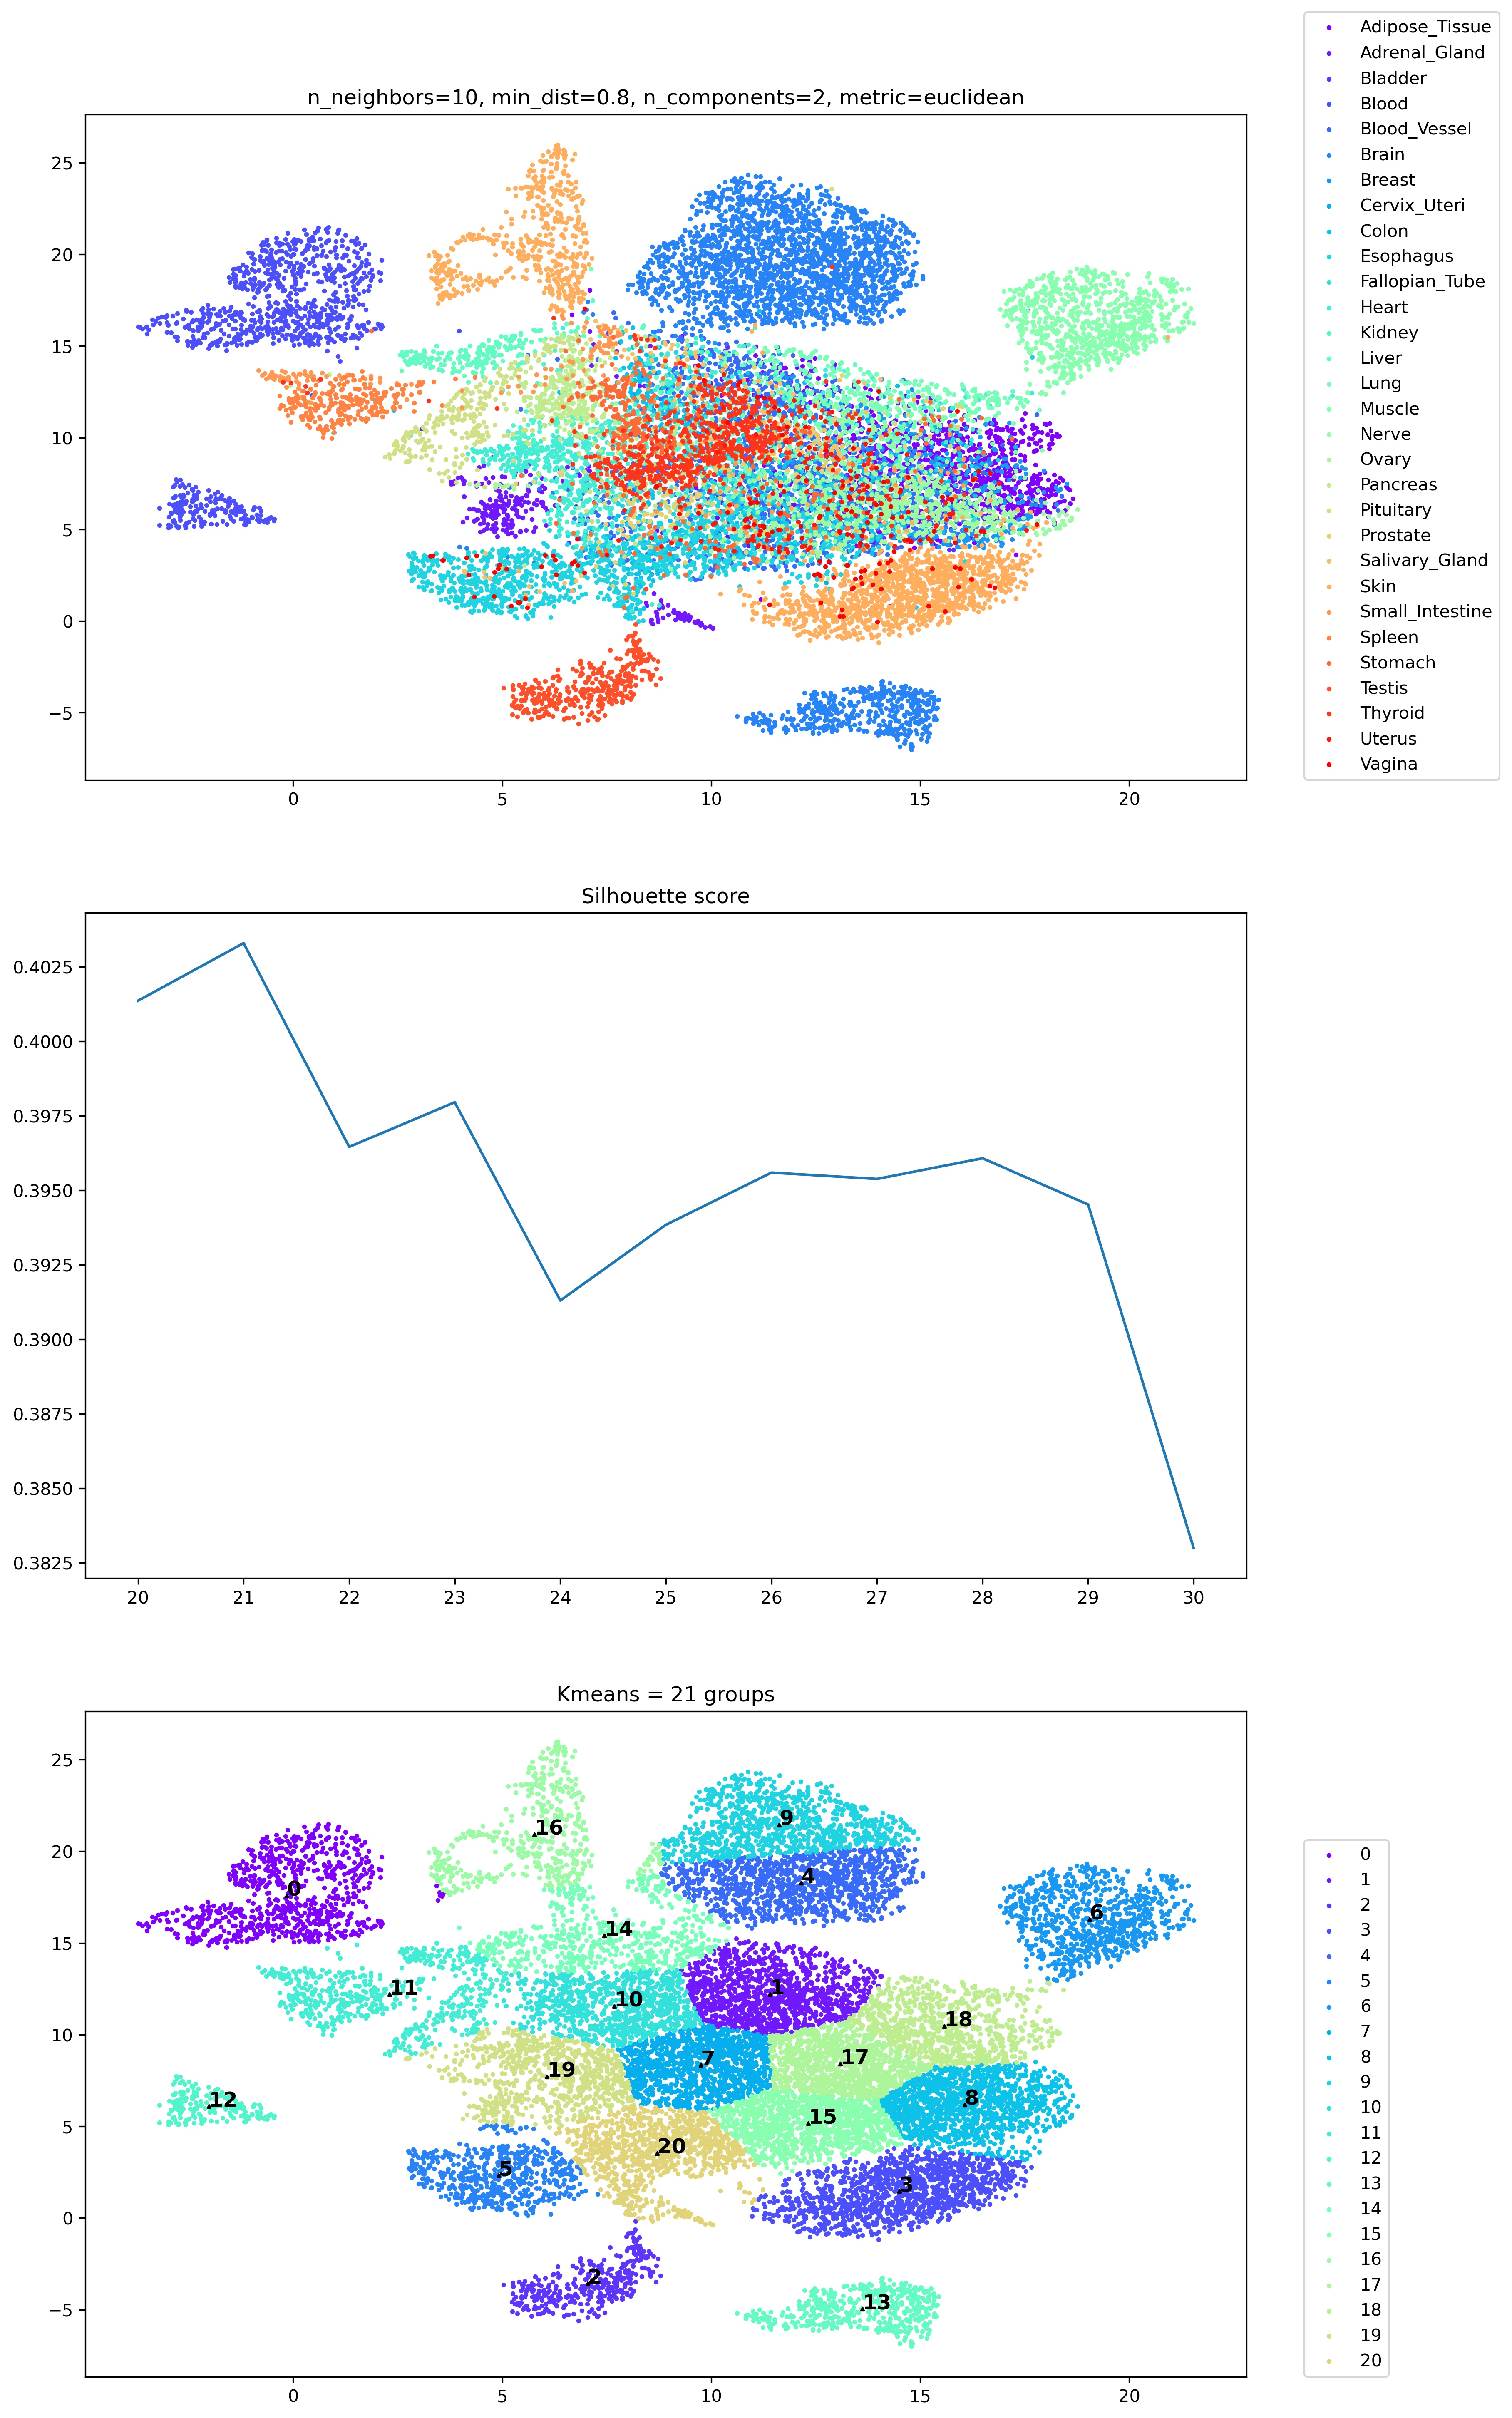 n_neighbors=10, min_dist=0.8, n_components=2, metric=euclidean
25
20
15
10
5
0
−5
0 5 10 15 20
Adipose_Tissue
Adrenal_Gland
Bladder
Blood
Blood_Vessel
Brain
Breast
Cervix_Uteri
Colon
Esophagus
Fallopian_Tube
Heart
Kidney
Liver
Lung
Muscle
Nerve
Ovary
Pancreas
Pituitary
Prostate
Salivary_Gland
Skin
Small_Intestine
Spleen
Stomach
Testis
Thyroid
Uterus
Vagina
Silhouette score
0.4025
0.4000
0.3975
0.3950
0.3925
0.3900
0.3875
0.3850
0.3825
20 21 22 23 24 25 26 27 28 29 30
Kmeans = 21 groups
25
20
15
10
5
0
−5
0 5 10 15 20
9
16
4
0
6
14
1
11
10
18
17
7
19
8
12
15
20
5
3
2
13
0
1
2
3
4
5
6
7
8
9
10
11
12
13
14
15
16
17
18
19
20